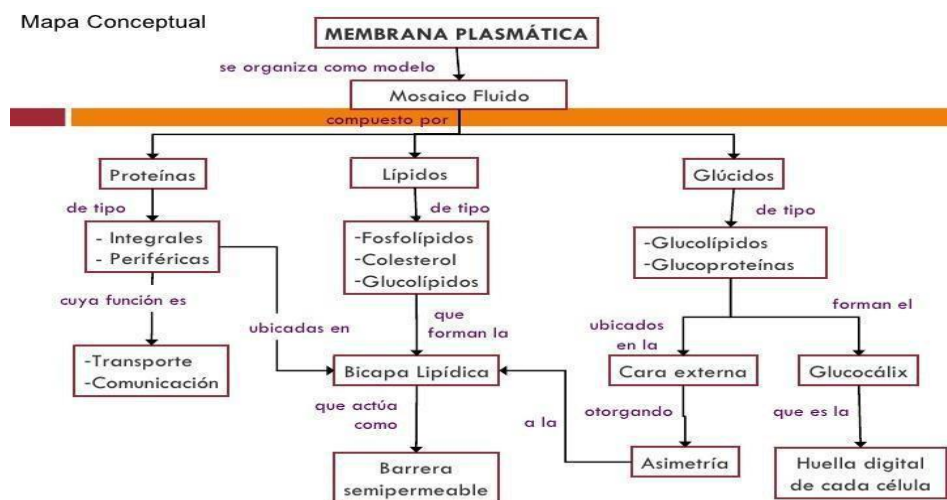 Mapa Conceptual
MEMBRANA PLASMÁTICA
se organiza como modelo
Mosaico Fluido
compuesto por
Proteínas
Lípidos
Glúcidos
de tipo
de tipo
de tipo
- Integrales
- Periféricas
-Fosfolípidos
-Colesterol
-Glucolípidos
-Glucolípidos
-Glucoproteínas
cuya función es
ubicadas en
que
forman la
ubicados
en la
forman el
-Transporte
-Comunicación
Bicapa Lipídica
Cara externa
Glucocálix
que actúa
como
a la
otorgando
que es la
Barrera
semipermeable
Asimetría
Huella digital
de cada célula